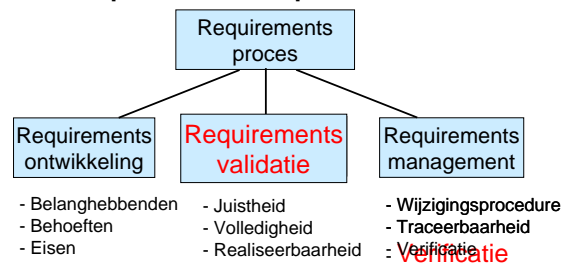 Requirements
proces
Requirements
ontwikkeling
- Belanghebbenden
- Behoeften
- Eisen
Requirements
validatie
- Juistheid
- Volledigheid
- Realiseerbaarheid
Requirements
management
- Wijzigingsprocedure
- Traceerbaarheid
- Verificatie